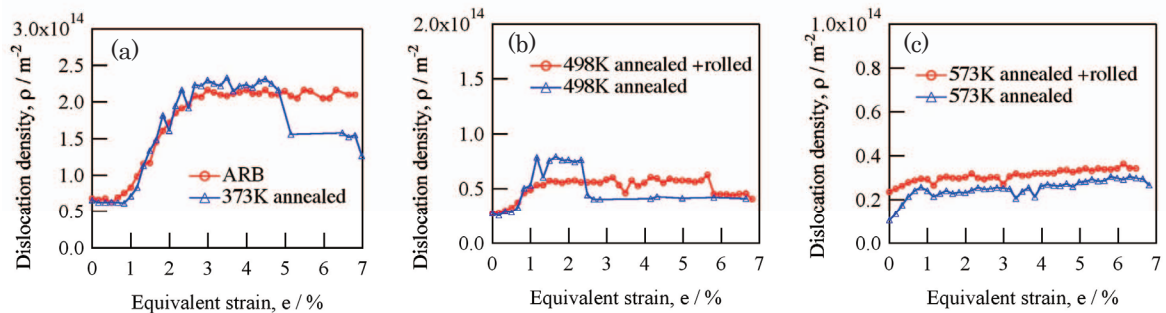 3.0x10^14
(a)
2.5
2.0
1.5
1.0
0.5
0.0
Dislocation density, ρ / m^-2
ARB
373K annealed
0 1 2 3 4 5 6 7
Equivalent strain, e / %
2.0x10^14
(b)
1.5
1.0
0.5
0.0
Dislocation density, ρ / m^-2
498K annealed +rolled
498K annealed
0 1 2 3 4 5 6 7
Equivalent strain, e / %
1.0x10^14
(c)
0.8
0.6
0.4
0.2
0.0
Dislocation density, ρ / m^-2
573K annealed +rolled
573K annealed
0 1 2 3 4 5 6 7
Equivalent strain, e / %